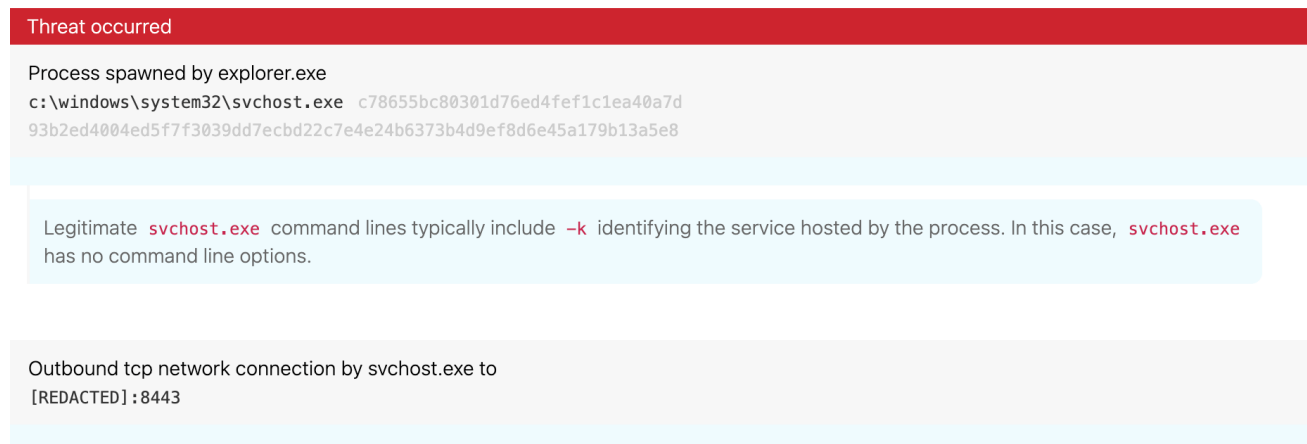 Threat occurred
Process spawned by explorer.exe
c:\windows\system32\svchost.exe c78655bc80301d76ed4fef1c1ea40a7d
93b2ed4004ed5f7f3039dd7ecbd22c7e4e24b6373b4d9ef8d6e45a179b13a5e8
Legitimate svchost.exe command lines typically include -k identifying the service hosted by the process. In this case, svchost.exe
has no command line options.
Outbound tcp network connection by svchost.exe to
[REDACTED]:8443